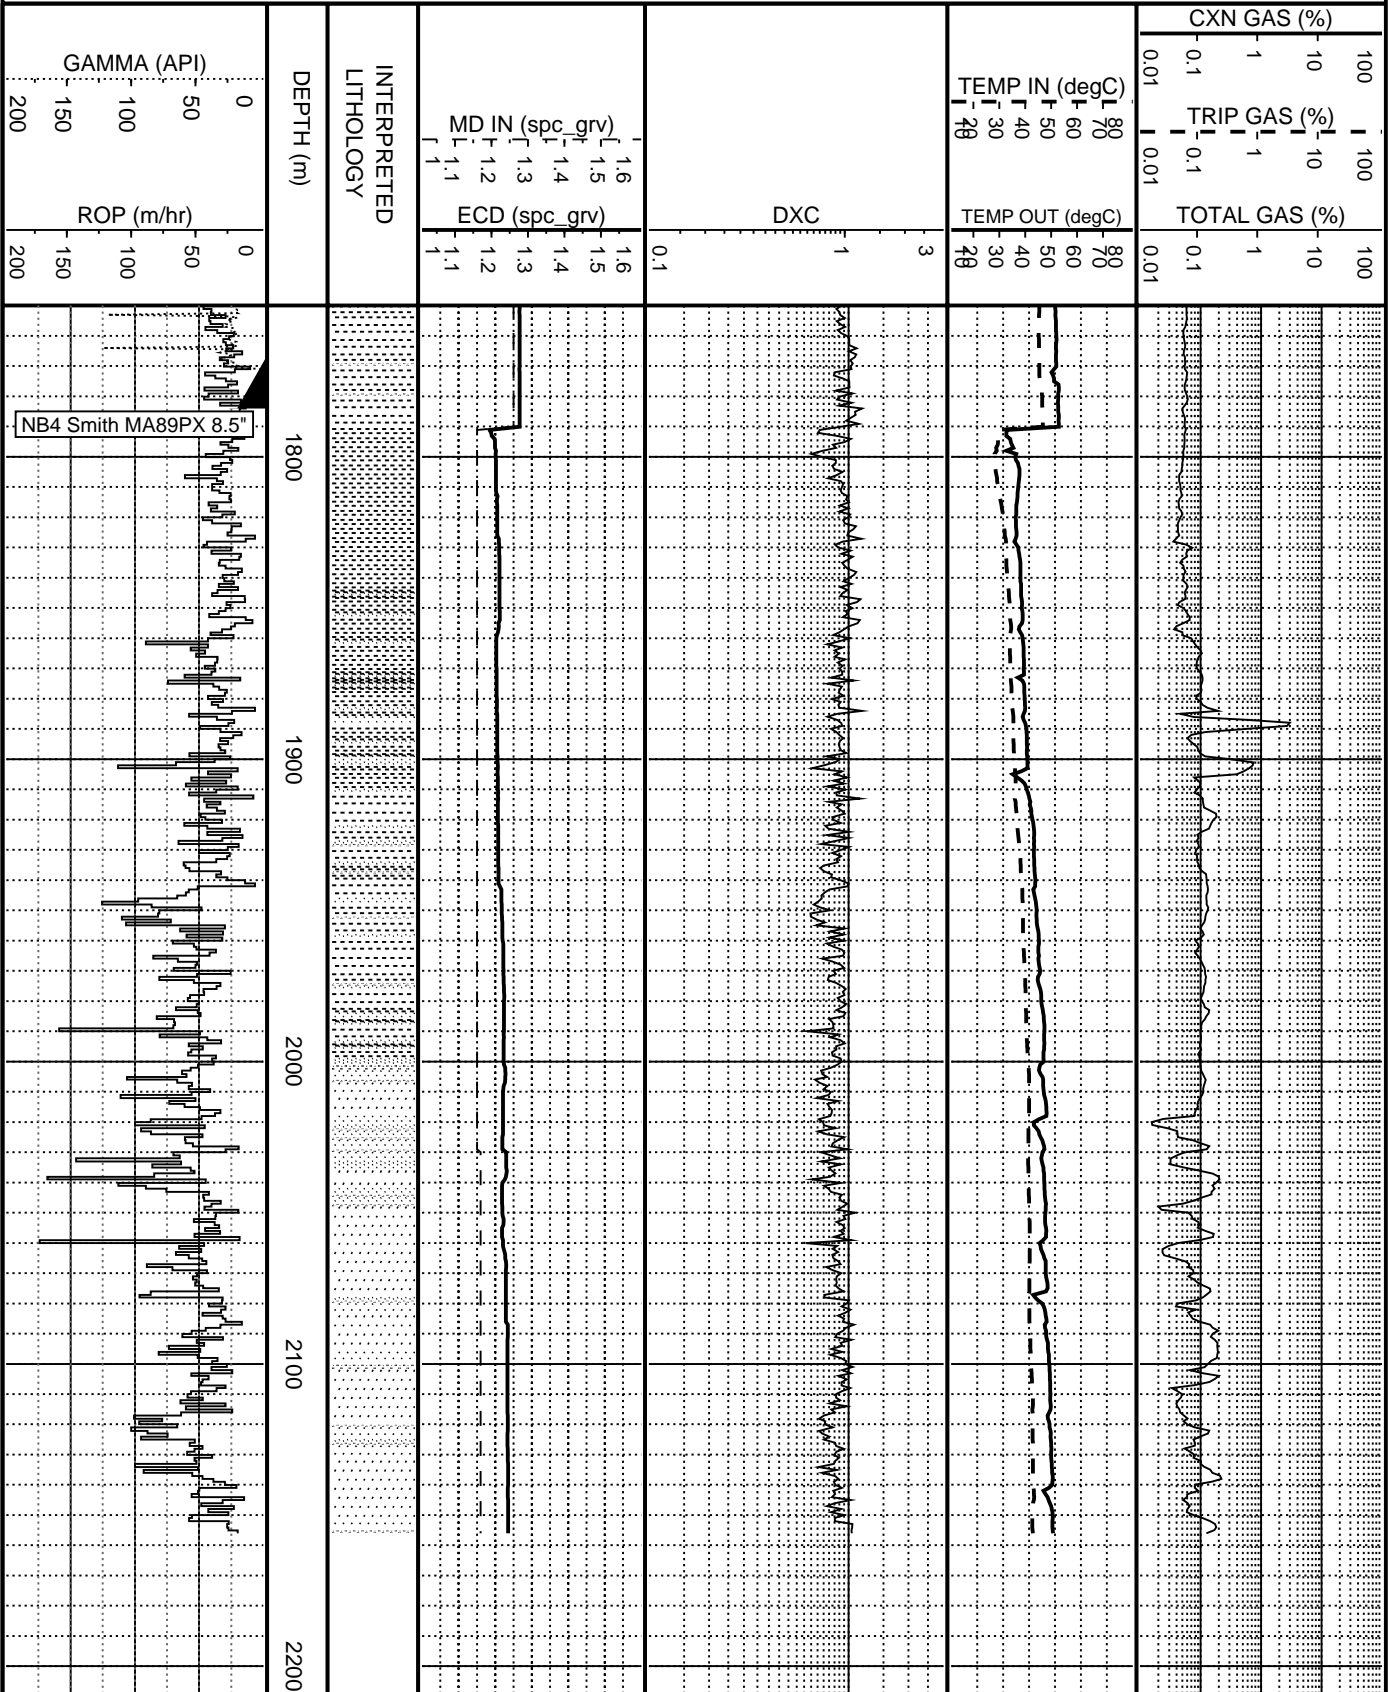 GAMMA (API)
200 150 100 50 0
ROP (m/hr)
200 150 100 50 0
DEPTH (m)
INTERPRETED
LITHOLOGY
MD IN (spc_grv)
1 1.1 1.2 1.3 1.4 1.5 1.6
ECD (spc_grv)
1 1.1 1.2 1.3 1.4 1.5 1.6
DXC
0.1 1 3
TEMP IN (degC)
20 30 40 50 60 70 80
TEMP OUT (degC)
20 30 40 50 60 70 80
CXN GAS (%)
0.01 0.1 1 10 100
TRIP GAS (%)
0.01 0.1 1 10 100
TOTAL GAS (%)
0.01 0.1 1 10 100
NB4 Smith MA89PX 8.5"
1800
1900
2000
2100
2200